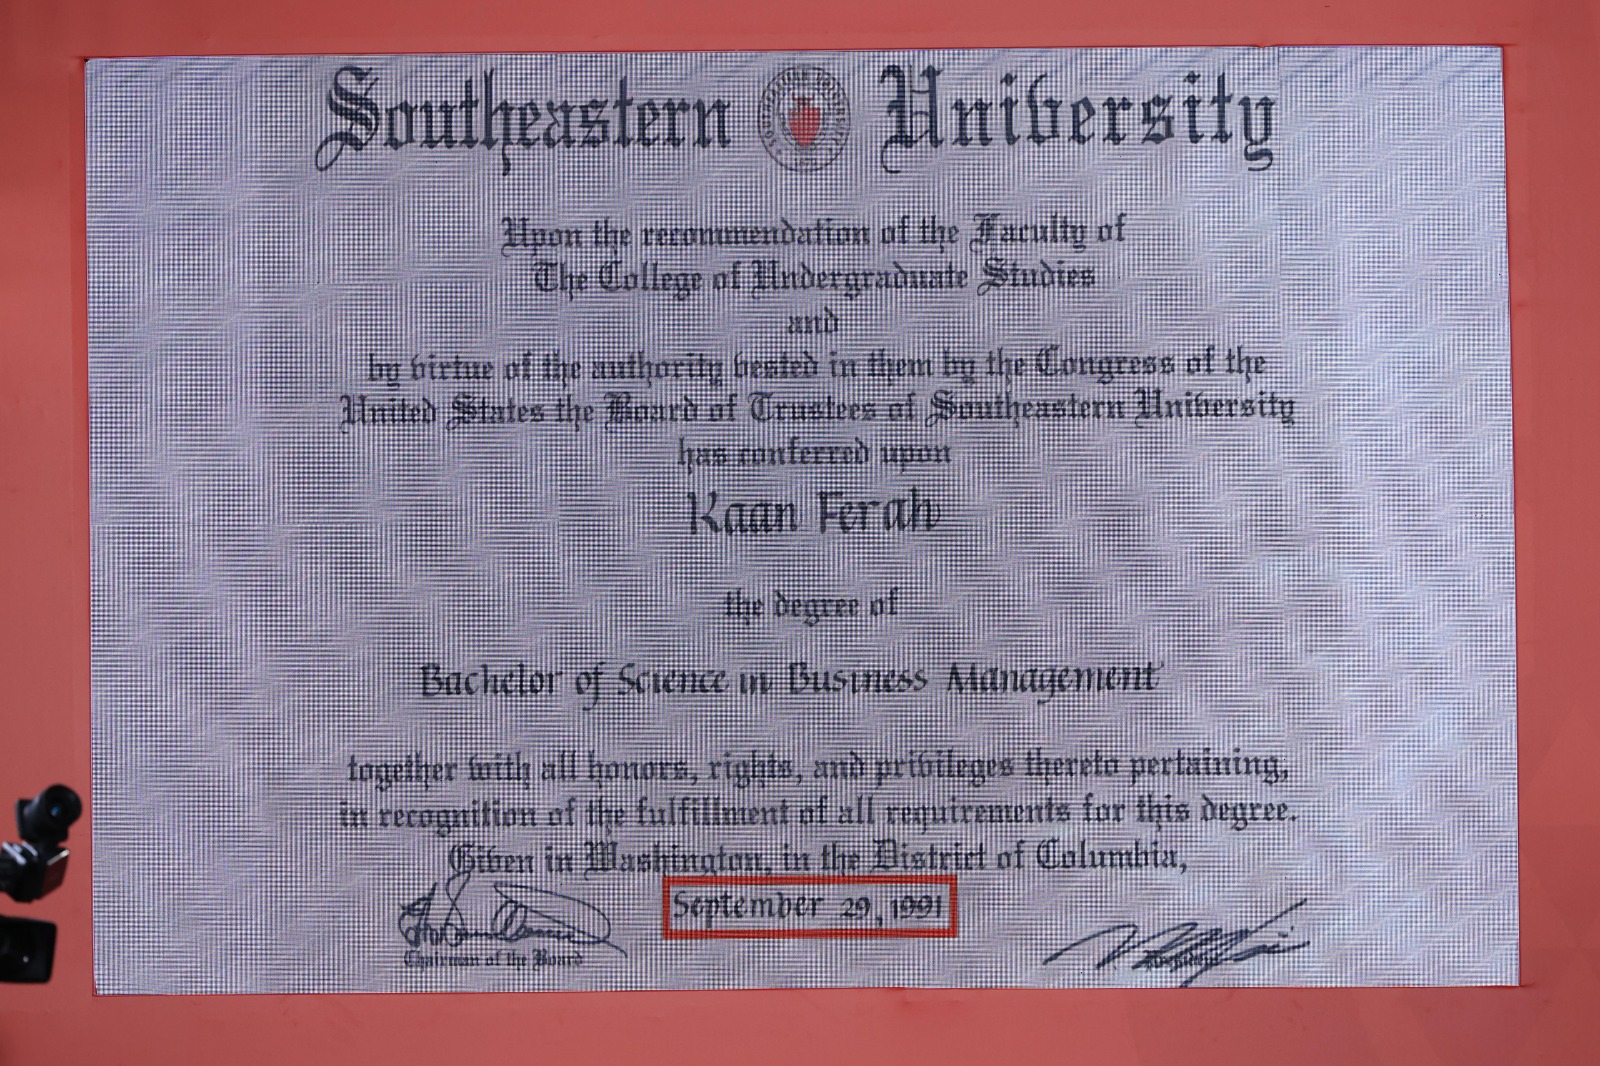 Southeastern University
Upon the recommendation of the Faculty of
The College of Undergraduate Studies
and
by virtue of the authority vested in them by the Congress of the
United States the Board of Trustees of Southeastern University
has conferred upon
Kaan Ferah
the degree of
Bachelor of Science in Business Management
together with all honors, rights, and privileges thereto pertaining,
in recognition of the fulfillment of all requirements for this degree.
Given in Washington, in the District of Columbia,
September 29, 1991
Chairman of the Board